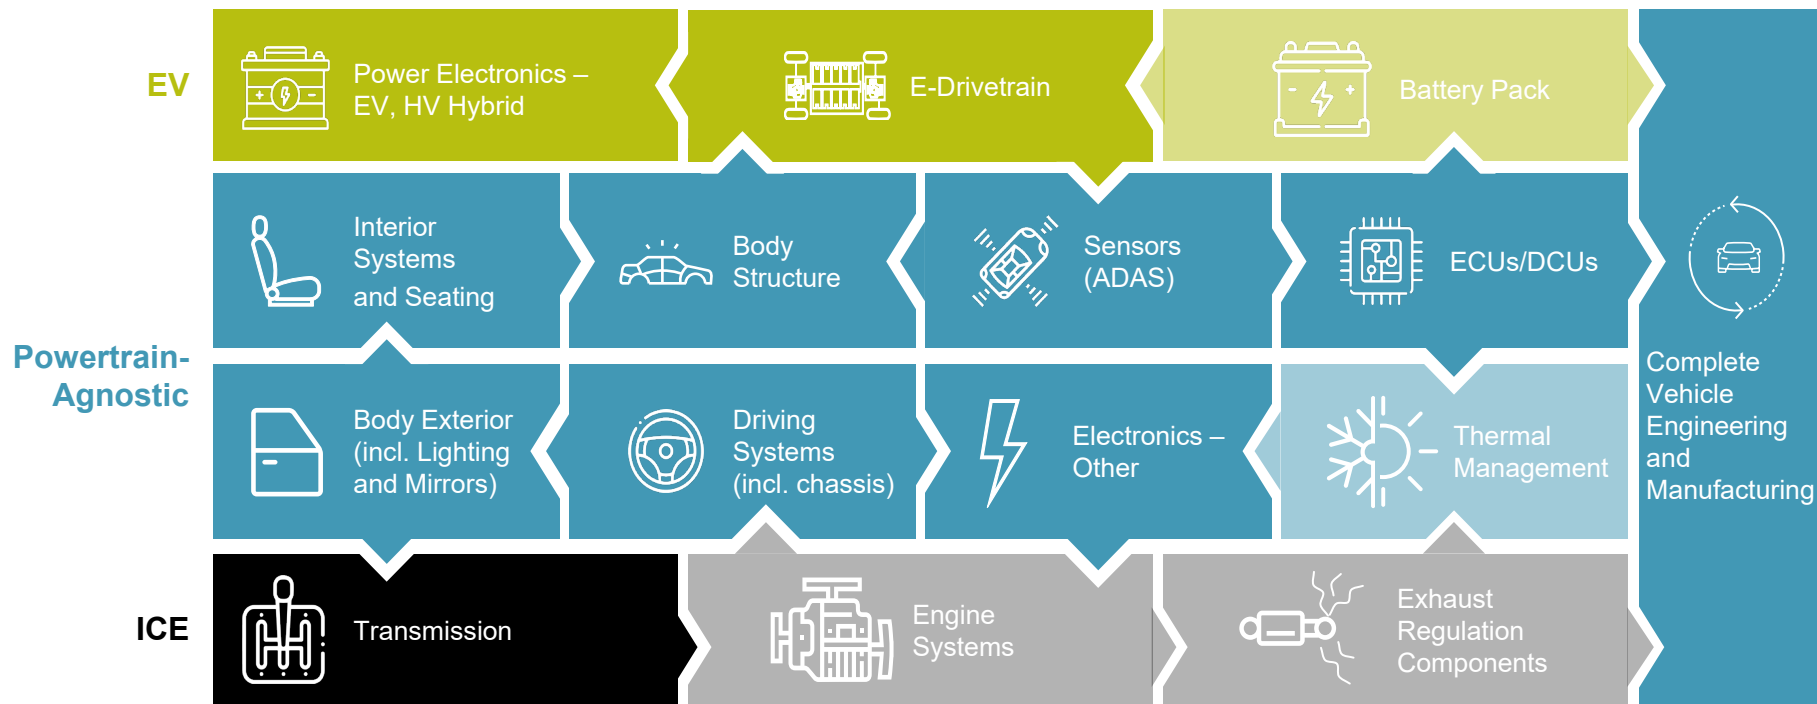 EV
Power Electronics –
EV, HV Hybrid
E-Drivetrain
Battery Pack
Powertrain-
Agnostic
Interior
Systems
and Seating
Body
Structure
Sensors
(ADAS)
ECUs/DCUs
Body Exterior
(incl. Lighting
and Mirrors)
Driving
Systems
(incl. chassis)
Electronics –
Other
Thermal
Management
ICE
Transmission
Engine
Systems
Exhaust
Regulation
Components
Complete
Vehicle
Engineering
and
Manufacturing